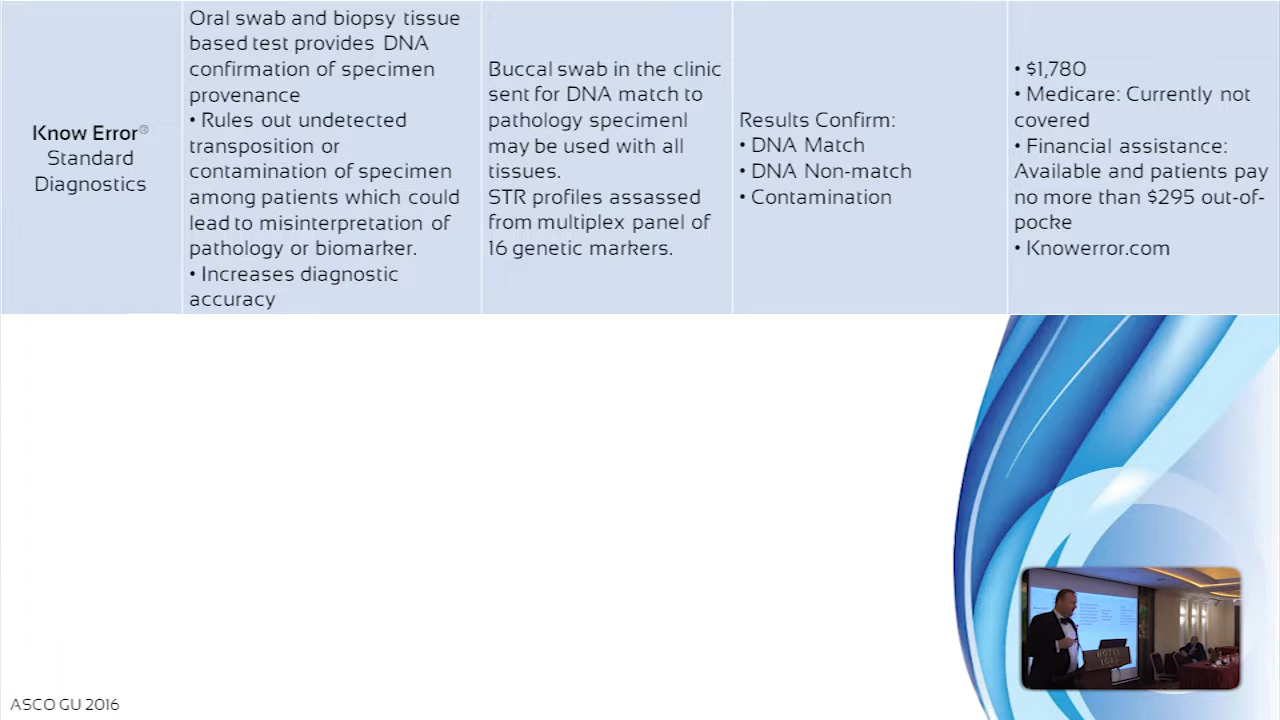 Know Error®
Standard
Diagnostics
Oral swab and biopsy tissue
based test provides DNA
confirmation of specimen
provenance
• Rules out undetected
transposition or
contamination of specimen
among patients which could
lead to misinterpretation of
pathology or biomarker.
• Increases diagnostic
accuracy
Buccal swab in the clinic
sent for DNA match to
pathology specimenl
may be used with all
tissues.
STR profiles assassed
from multiplex panel of
16 genetic markers.
Results Confirm:
• DNA Match
• DNA Non-match
• Contamination
• $1,780
• Medicare: Currently not
covered
• Financial assistance:
Available and patients pay
no more than $295 out-of-
pocke
• Knowerror.com
HOTEL
ASCO GU 2016